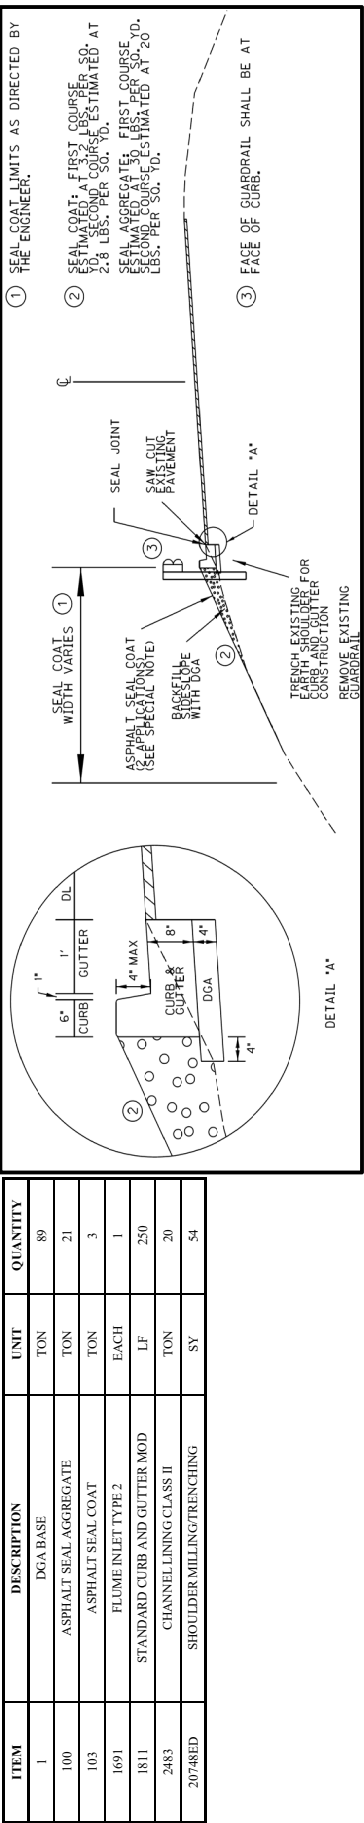 ITEM DESCRIPTION UNIT QUANTITY
1 DGA BASE TON 89
100 ASPHALT SEAL AGGREGATE TON 21
103 ASPHALT SEAL COAT TON 3
1691 FLUME INLET TYPE 2 EACH 1
1811 STANDARD CURB AND GUTTER MOD LF 250
2483 CHANNEL LINING CLASS II TON 20
20748ED SHOULDER MILLING/TRENCHING SY 54
6"
CURB
1"
1'
GUTTER
DL
2
4" MAX
CURB &
GUTTER
8"
DGA
4"
4"
DETAIL "A"
SEAL COAT
WIDTH VARIES
1
ASPHALT SEAL COAT
(2 APPLICATIONS)
(SEE SPECIAL NOTE)
BACKFILL
SIDESLOPE
WITH DGA
2
3
SEAL JOINT
SAW CUT
EXISTING
PAVEMENT
DETAIL "A"
TRENCH EXISTING
EARTH SHOULDER FOR
CURB AND GUTTER
CONSTRUCTION
REMOVE EXISTING
GUARDRAIL
℄
1 SEAL COAT LIMITS AS DIRECTED BY
THE ENGINEER.
2 SEAL COAT: FIRST COURSE
ESTIMATED AT 3.2 LBS. PER SQ.
YD. SECOND COURSE ESTIMATED AT
2.8 LBS. PER SQ. YD.
SEAL AGGREGATE: FIRST COURSE
ESTIMATED AT 30 LBS. PER SQ. YD.
SECOND COURSE ESTIMATED AT 20
LBS. PER SQ. YD.
3 FACE OF GUARDRAIL SHALL BE AT
FACE OF CURB.